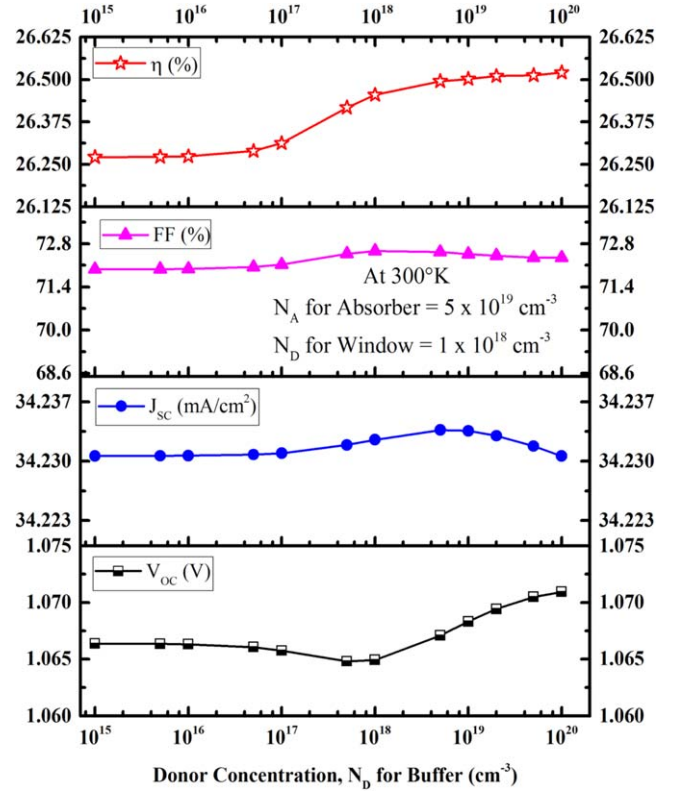 10^15 10^16 10^17 10^18 10^19 10^20
26.625 26.625
η (%)
26.500 26.500
26.375 26.375
26.250 26.250
26.125 26.125
FF (%)
72.8 72.8
At 300°K
71.4 71.4
N_A for Absorber = 5 x 10^19 cm^-3
70.0 70.0
N_D for Window = 1 x 10^18 cm^-3
68.6 68.6
34.237 34.237
J_SC (mA/cm^2)
34.230 34.230
34.223 34.223
1.075 1.075
V_OC (V)
1.070 1.070
1.065 1.065
1.060 1.060
10^15 10^16 10^17 10^18 10^19 10^20
Donor Concentration, N_D for Buffer (cm^-3)